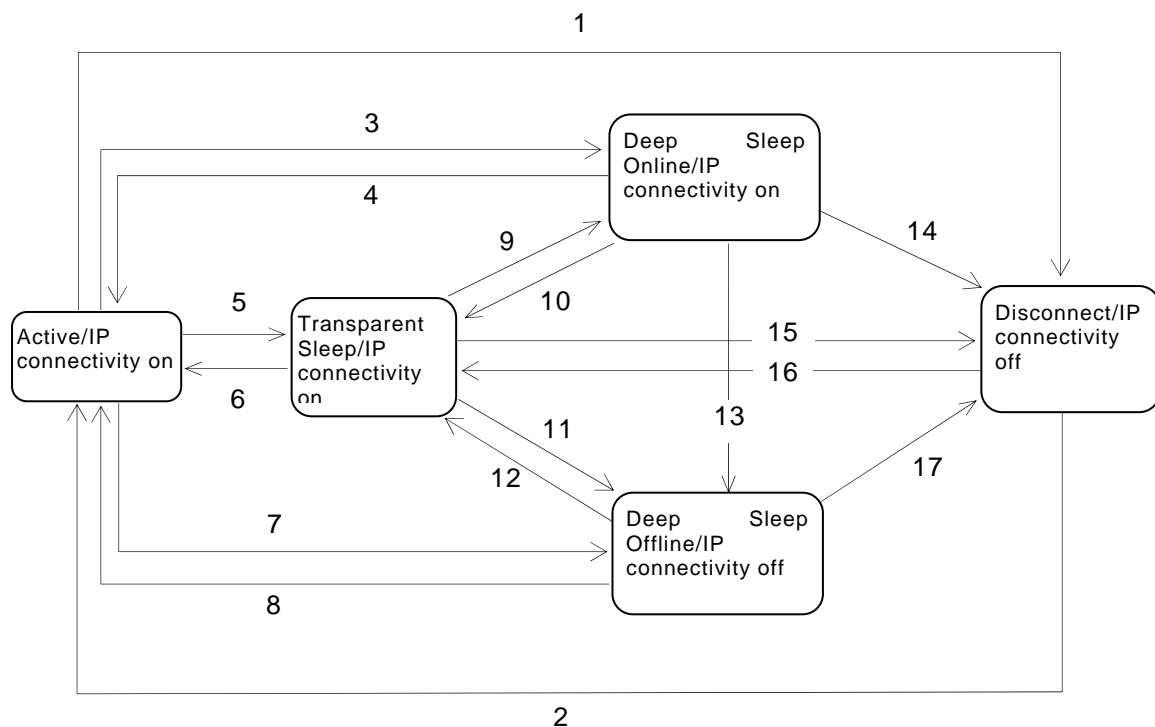 1
3
Deep Sleep
Online/IP
connectivity on
4
9
14
10
5
Active/IP
connectivity on
Transparent
Sleep/IP
connectivity
on
15
Disconnect/IP
connectivity
off
16
6
13
11
12
17
7
Deep Sleep
Offline/IP
connectivity off
8
2